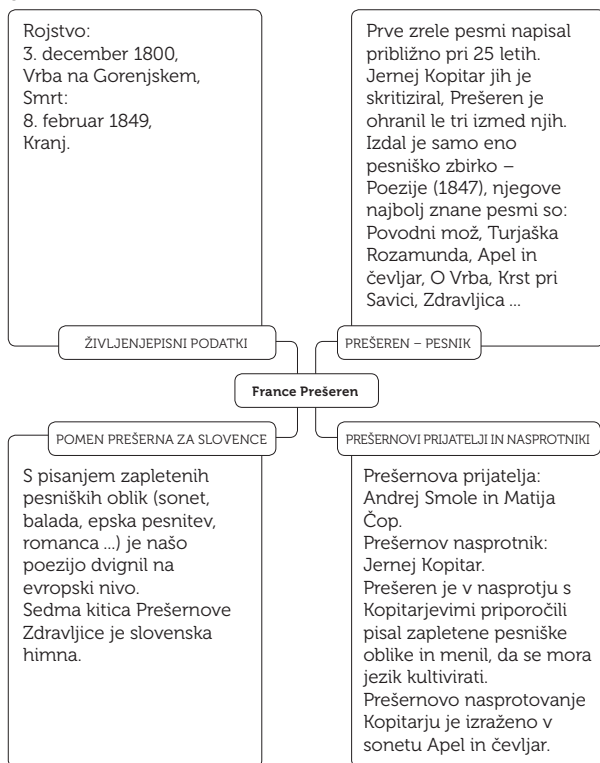 Rojstvo:
3. december 1800,
Vrba na Gorenjskem,
Smrt:
8. februar 1849,
Kranj.
ŽIVLJENJEPISNI PODATKI
Prve zrele pesmi napisal
približno pri 25 letih.
Jernej Kopitar jih je
skritiziral, Prešeren je
ohranil le tri izmed njih.
Izdal je samo eno
pesniško zbirko –
Poezije (1847), njegove
najbolj znane pesmi so:
Povodni mož, Turjaška
Rozamunda, Apel in
čevljar, O Vrba, Krst pri
Savici, Zdravljica ...
PREŠEREN – PESNIK
France Prešeren
POMEN PREŠERNA ZA SLOVENCE
S pisanjem zapletenih
pesniških oblik (sonet,
balada, epska pesnitev,
romanca ...) je našo
poezijo dvignil na
evropski nivo.
Sedma kitica Prešernove
Zdravljice je slovenska
himna.
PREŠERNOVI PRIJATELJI IN NASPROTNIKI
Prešernova prijatelja:
Andrej Smole in Matija
Čop.
Prešernov nasprotnik:
Jernej Kopitar.
Prešeren je v nasprotju s
Kopitarjevimi priporočili
pisal zapletene pesniške
oblike in menil, da se mora
jezik kultivirati.
Prešernovo nasprotovanje
Kopitarju je izraženo v
sonetu Apel in čevljar.